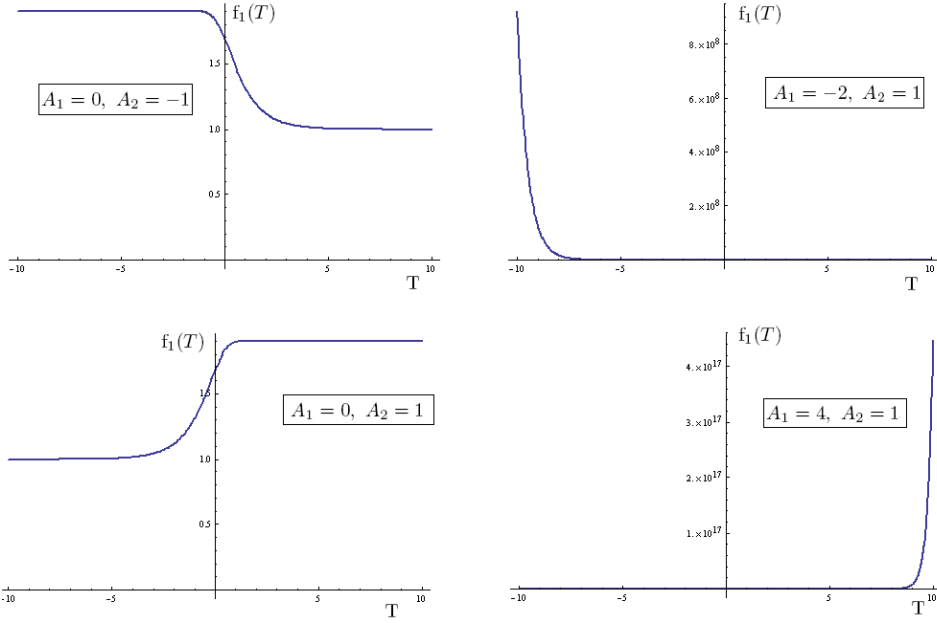 f₁(T)
1.5
A₁ = 0, A₂ = −1
1.0
0.5
−10
−5
5
10
T
f₁(T)
8.×10⁸
A₁ = −2, A₂ = 1
6.×10⁸
4.×10⁸
2.×10⁸
−10
−5
5
10
T
f₁(T)
1.5
A₁ = 0, A₂ = 1
1.0
0.5
-10
−5
5
10
T
f₁(T)
4.×10¹⁷
A₁ = 4, A₂ = 1
3.×10¹⁷
2.×10¹⁷
1.×10¹⁷
−10
−5
5
10
T